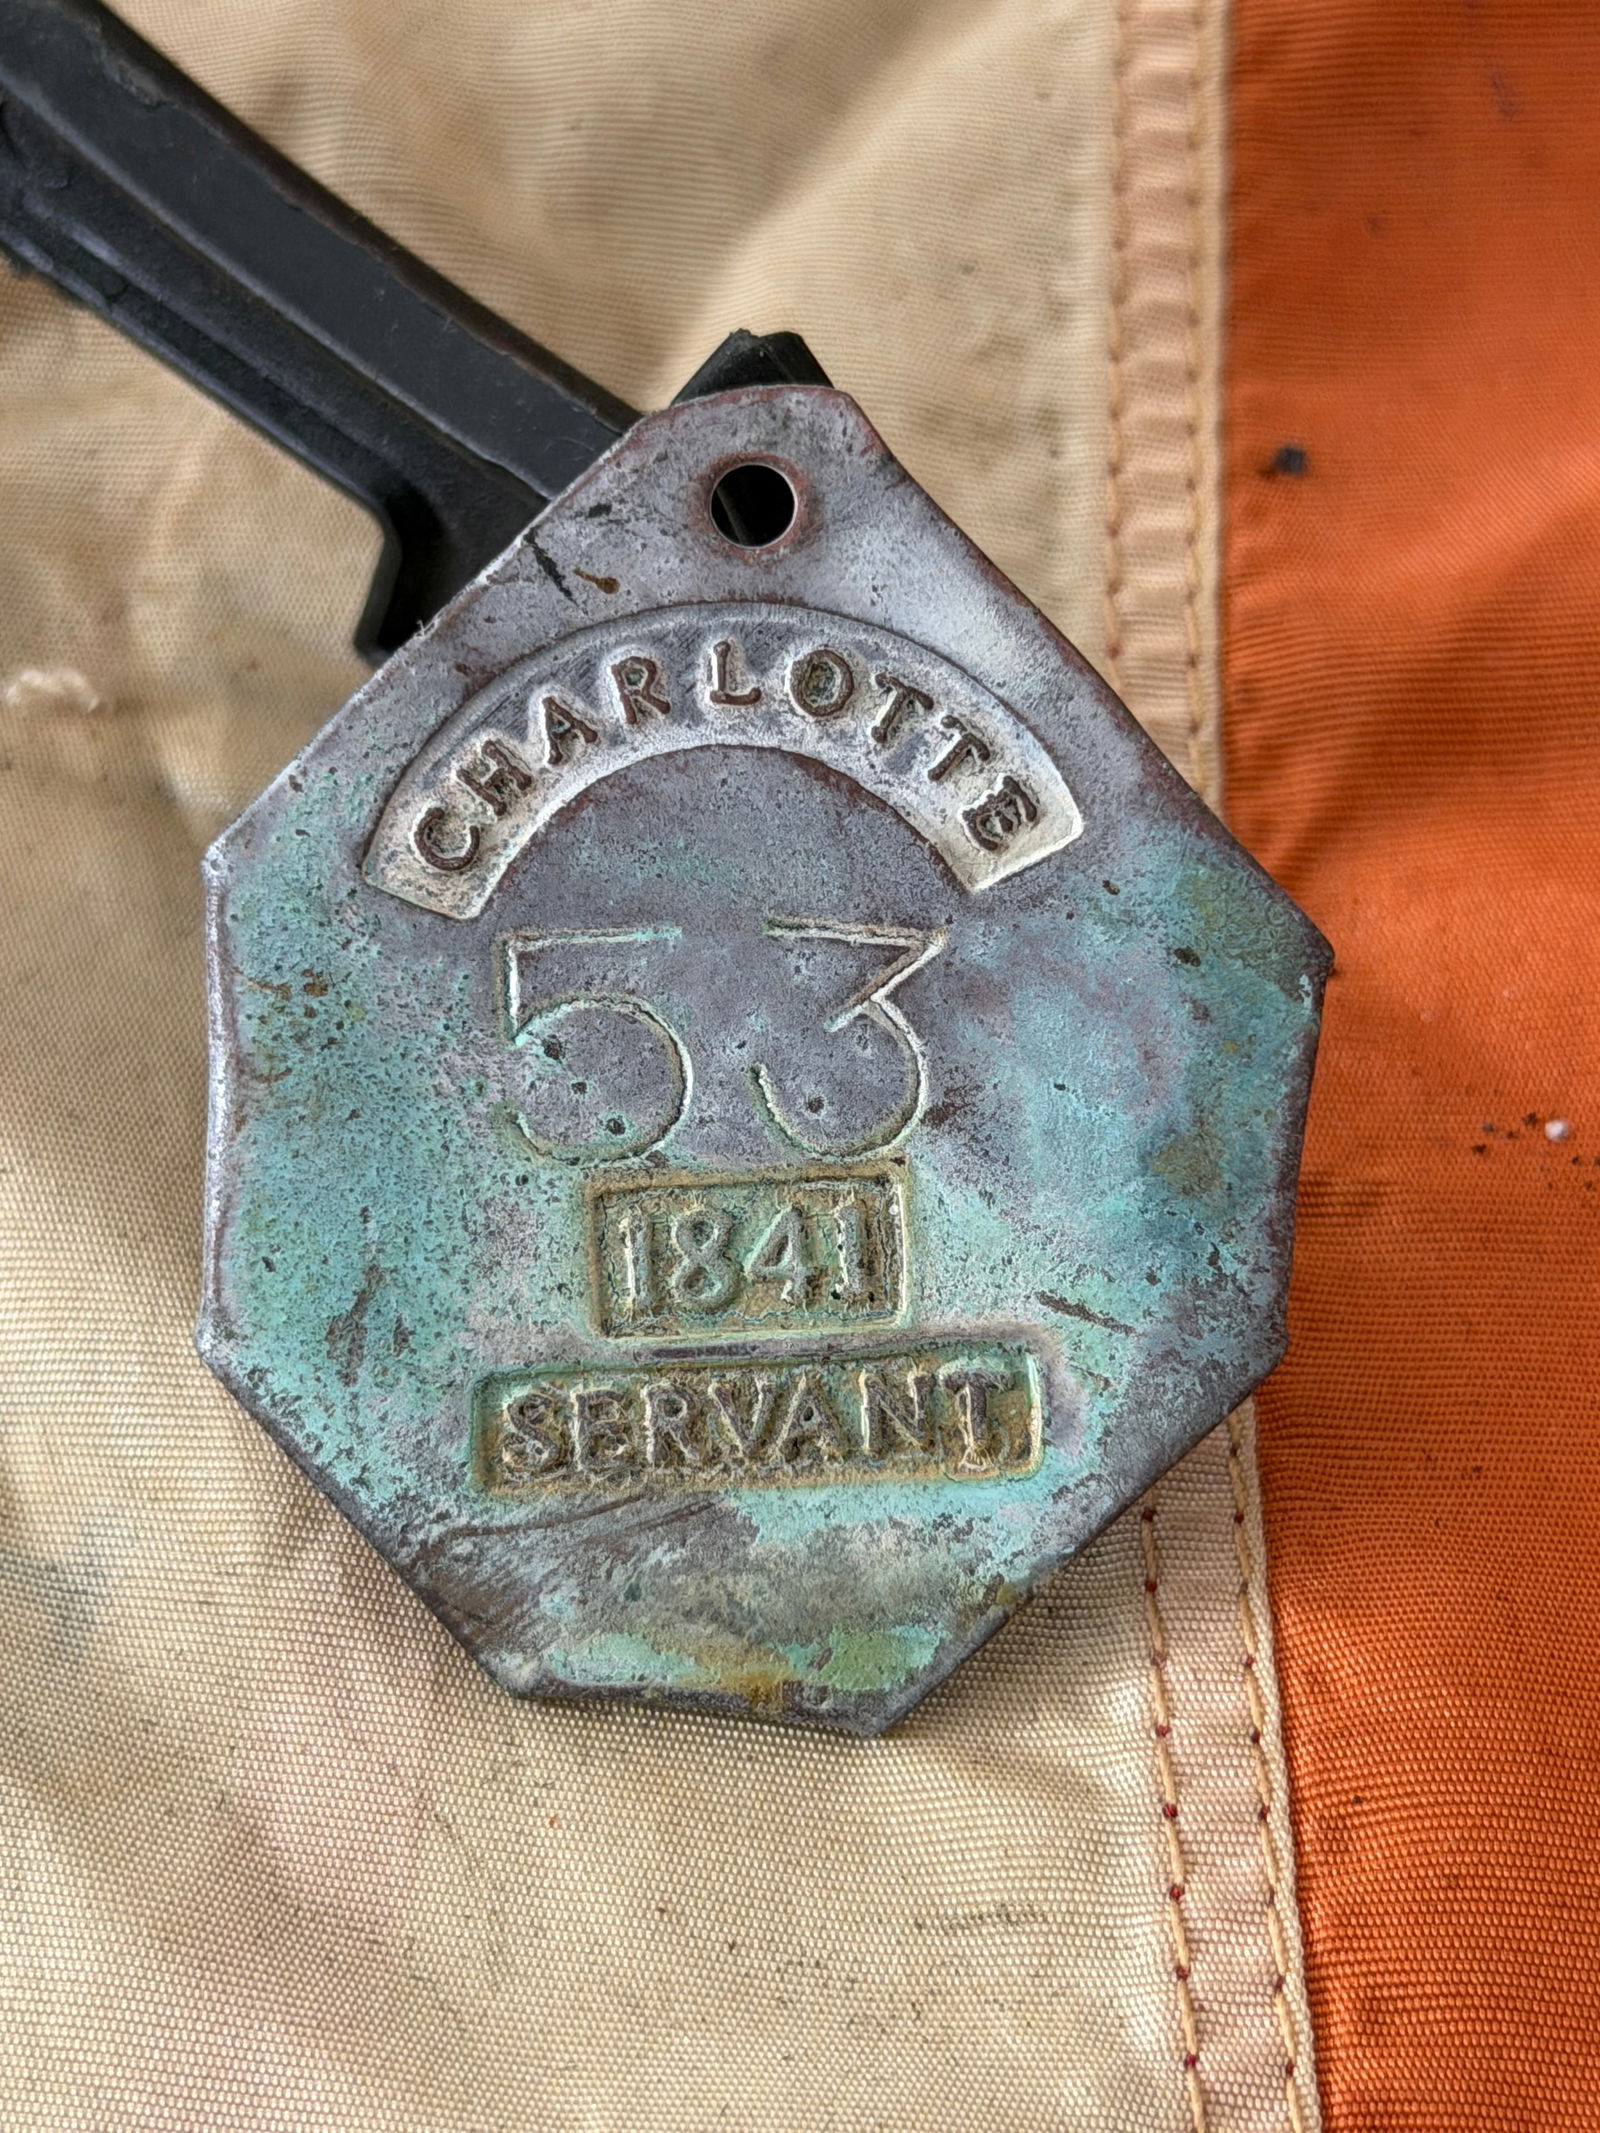 CHARLOTTE
53
1841
SERVANT